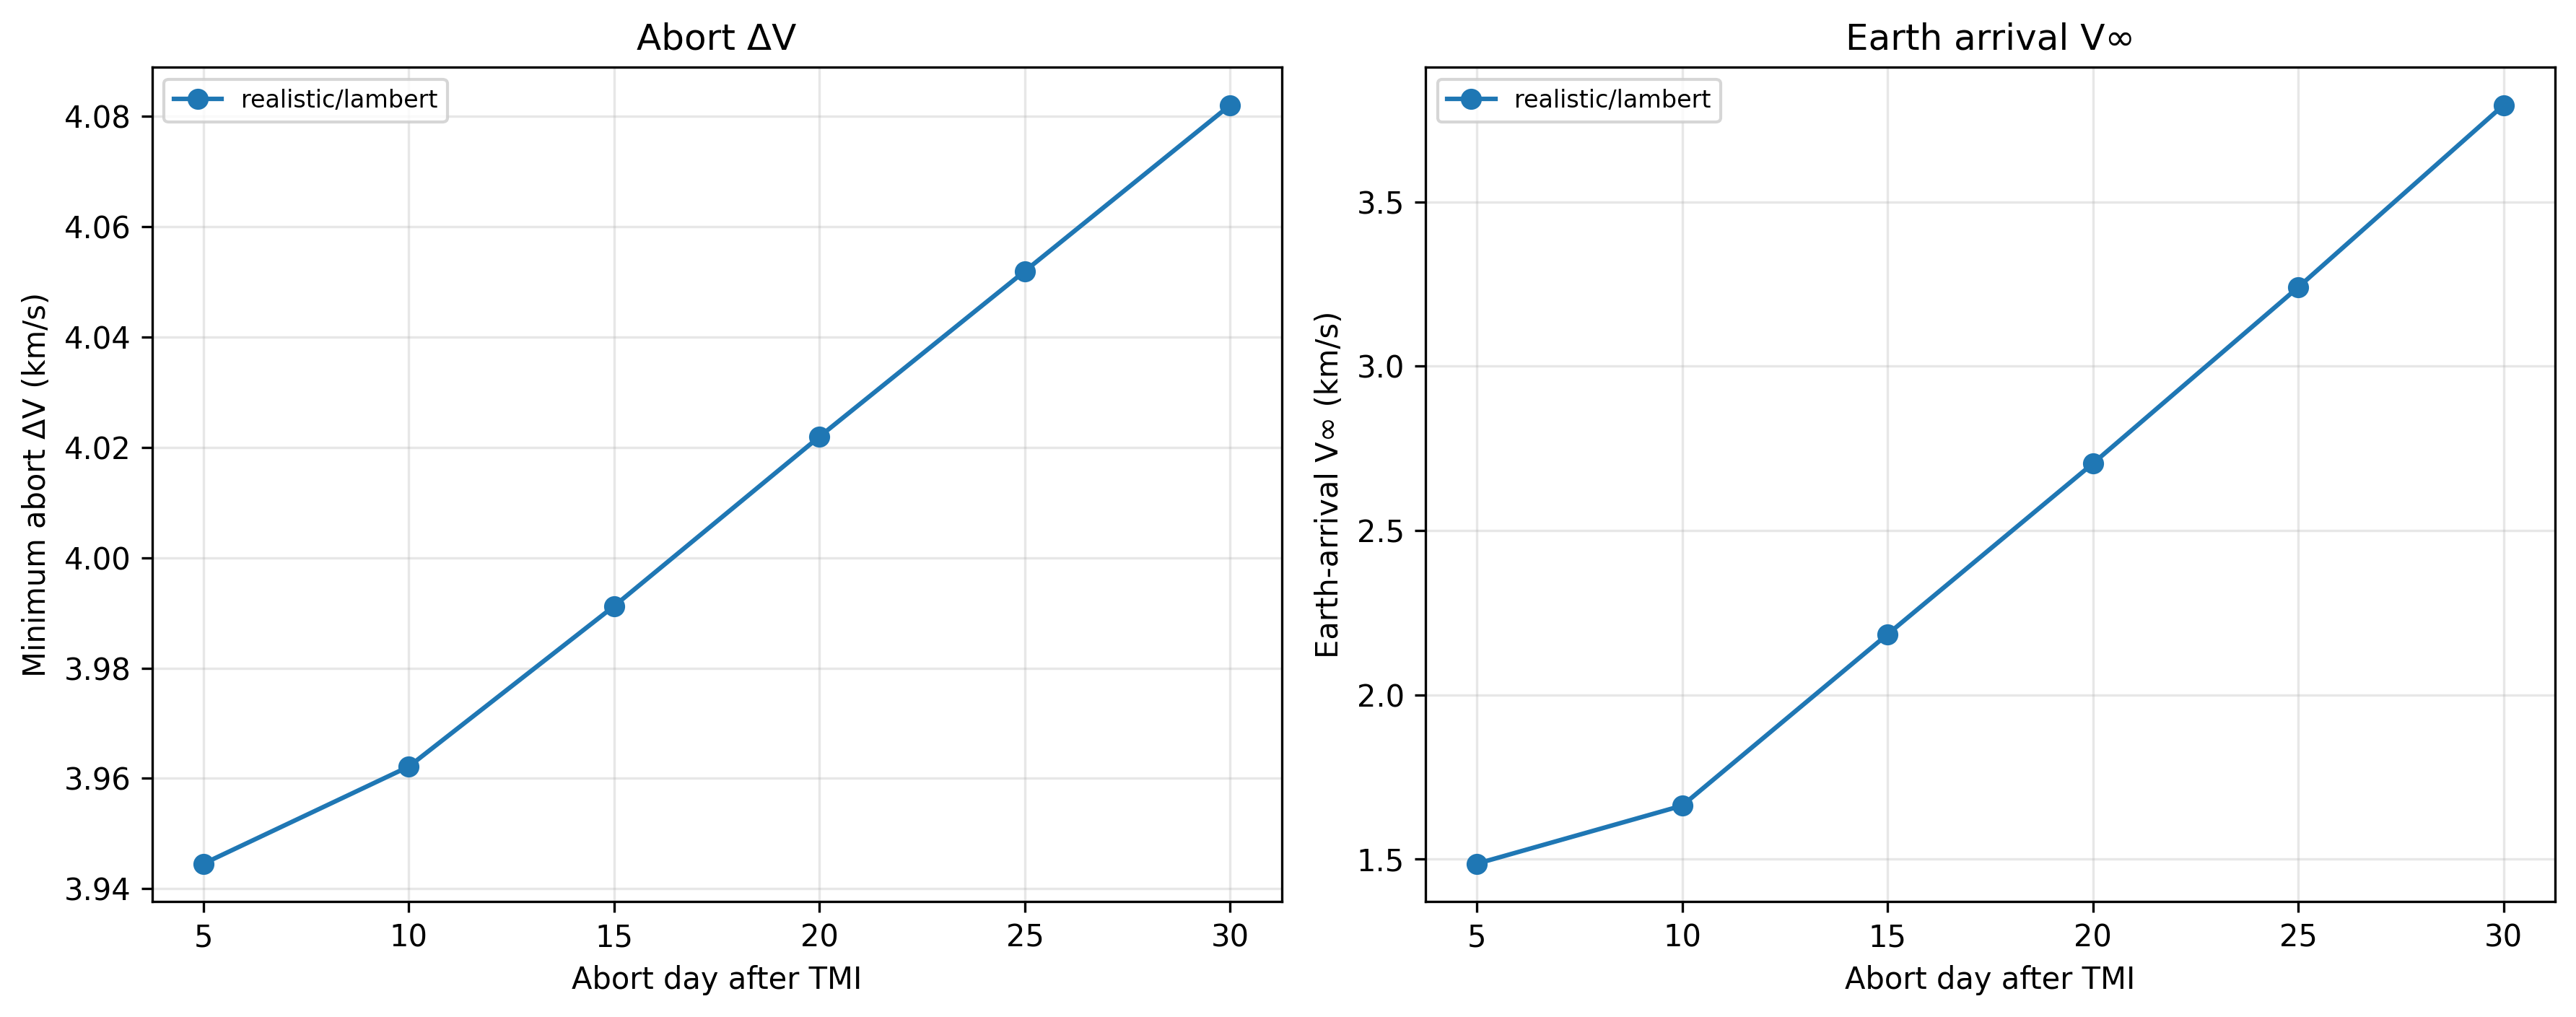 Abort ΔV
realistic/lambert
Minimum abort ΔV (km/s)
4.08
4.06
4.04
4.02
4.00
3.98
3.96
3.94
5 10 15 20 25 30
Abort day after TMI
Earth arrival V∞
realistic/lambert
Earth-arrival V∞ (km/s)
3.5
3.0
2.5
2.0
1.5
5 10 15 20 25 30
Abort day after TMI